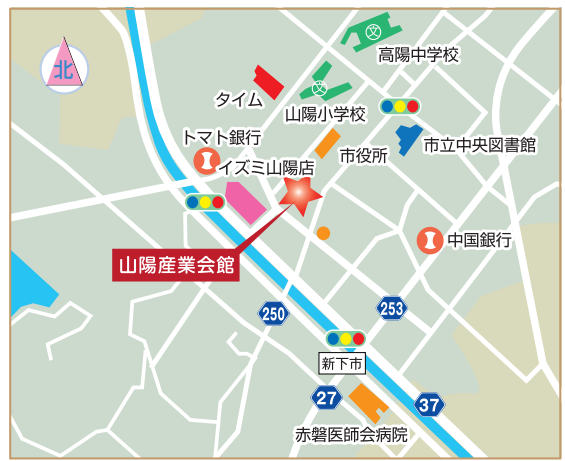 高陽中学校
文
北
文
タイム
山陽小学校
トマト銀行
市立中央図書館
市役所
イズミ山陽店
中国銀行
山陽産業会館
250
253
新下市
27
37
赤磐医師会病院